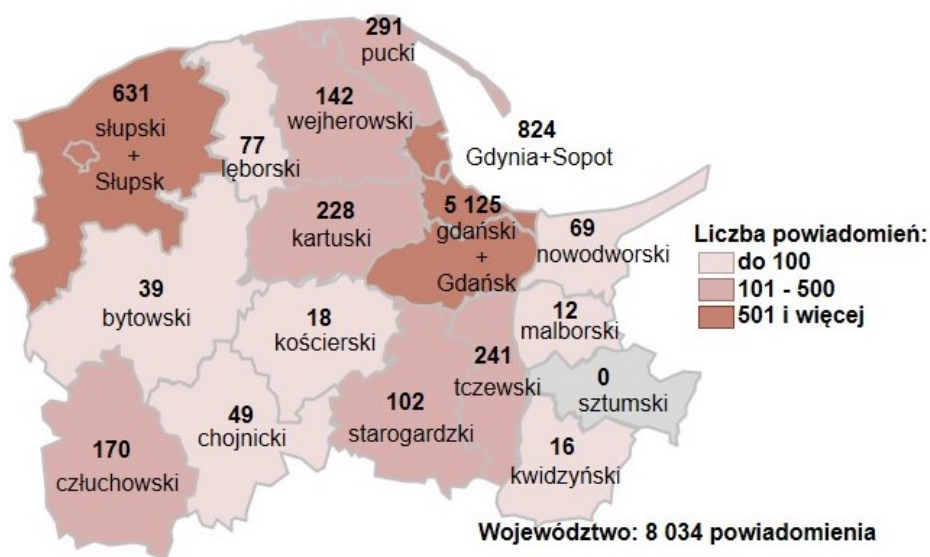 291
pucki
631
słupski
+
Słupsk
142
wejherowski
77
lęborski
824
Gdynia+Sopot
5 125
gdański
+
Gdańsk
228
kartuski
69
nowodworski
Liczba powiadomień:
do 100
101 - 500
501 i więcej
39
bytowski
18
kościerski
12
malborski
241
tczewski
0
sztumski
102
starogardzki
49
chojnicki
170
człuchowski
16
kwidzyński
Województwo: 8 034 powiadomienia